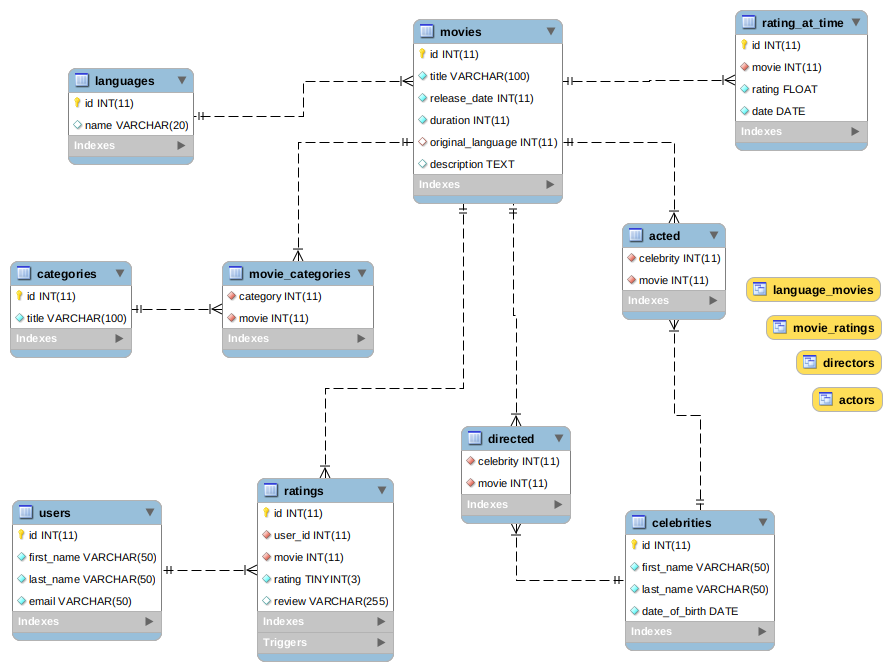 movies
id INT(11)
title VARCHAR(100)
release_date INT(11)
duration INT(11)
original_language INT(11)
description TEXT
Indexes
rating_at_time
id INT(11)
movie INT(11)
rating FLOAT
date DATE
Indexes
languages
id INT(11)
name VARCHAR(20)
Indexes
categories
id INT(11)
title VARCHAR(100)
Indexes
movie_categories
category INT(11)
movie INT(11)
Indexes
acted
celebrity INT(11)
movie INT(11)
Indexes
language_movies
movie_ratings
directors
actors
directed
celebrity INT(11)
movie INT(11)
Indexes
users
id INT(11)
first_name VARCHAR(50)
last_name VARCHAR(50)
email VARCHAR(50)
Indexes
ratings
id INT(11)
user_id INT(11)
movie INT(11)
rating TINYINT(3)
review VARCHAR(255)
Indexes
Triggers
celebrities
id INT(11)
first_name VARCHAR(50)
last_name VARCHAR(50)
date_of_birth DATE
Indexes